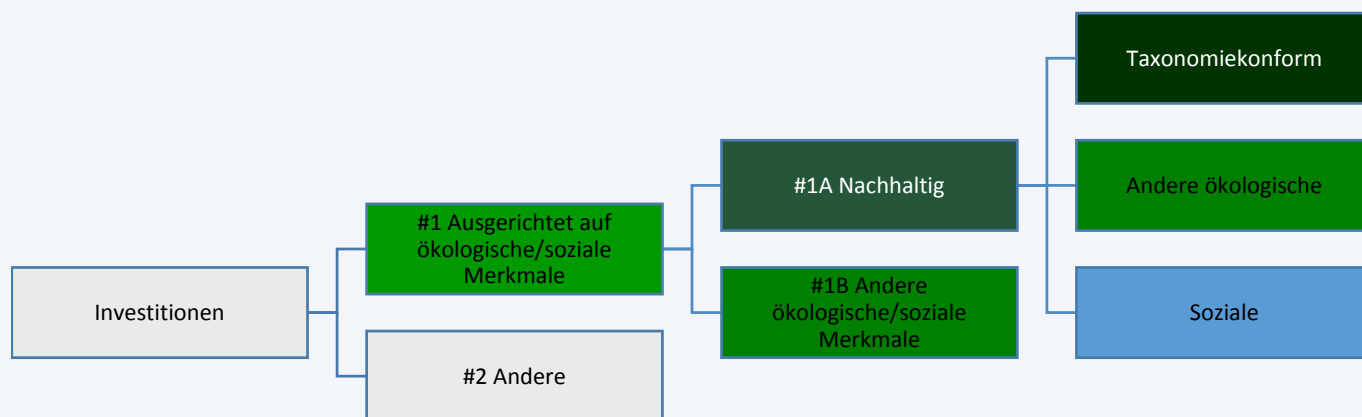 Investitionen
#1 Ausgerichtet auf
ökologische/soziale
Merkmale
#2 Andere
#1A Nachhaltig
#1B Andere
ökologische/soziale
Merkmale
Taxonomiekonform
Andere ökologische
Soziale